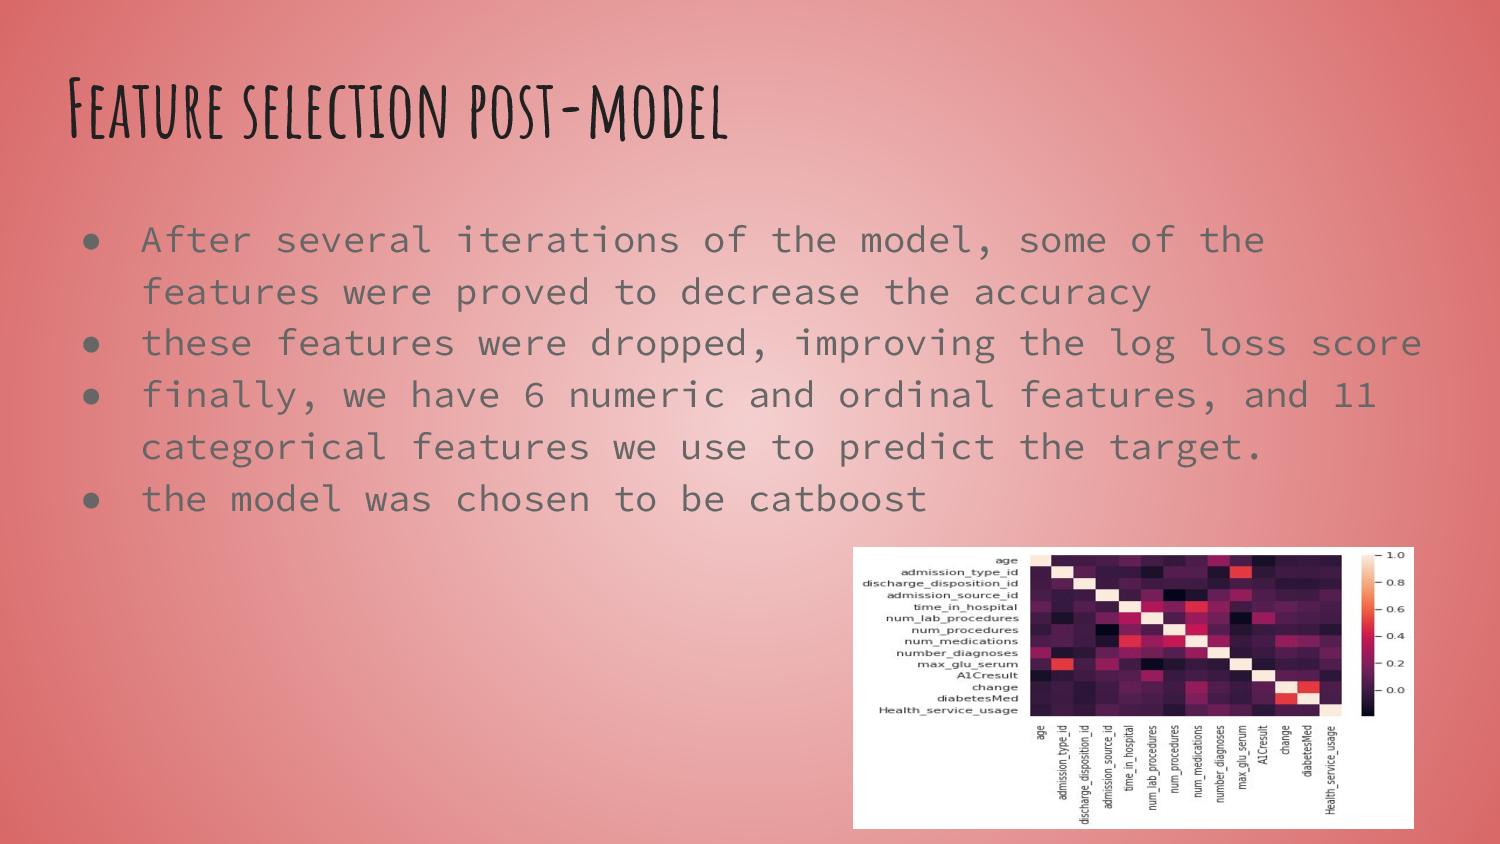 Feature selection post-model
● After several iterations of the model, some of the
features were proved to decrease the accuracy
● these features were dropped, improving the log loss score
● finally, we have 6 numeric and ordinal features, and 11
categorical features we use to predict the target.
● the model was chosen to be catboost
age
admission_type_id
discharge_disposition_id
admission_source_id
time_in_hospital
num_lab_procedures
num_procedures
num_medications
number_diagnoses
max_glu_serum
A1Cresult
change
diabetesMed
Health_service_usage
1.0
0.8
0.6
0.4
0.2
0.0
age
admission_type_id
discharge_disposition_id
admission_source_id
time_in_hospital
num_lab_procedures
num_procedures
num_medications
number_diagnoses
max_glu_serum
A1Cresult
change
diabetesMed
Health_service_usage